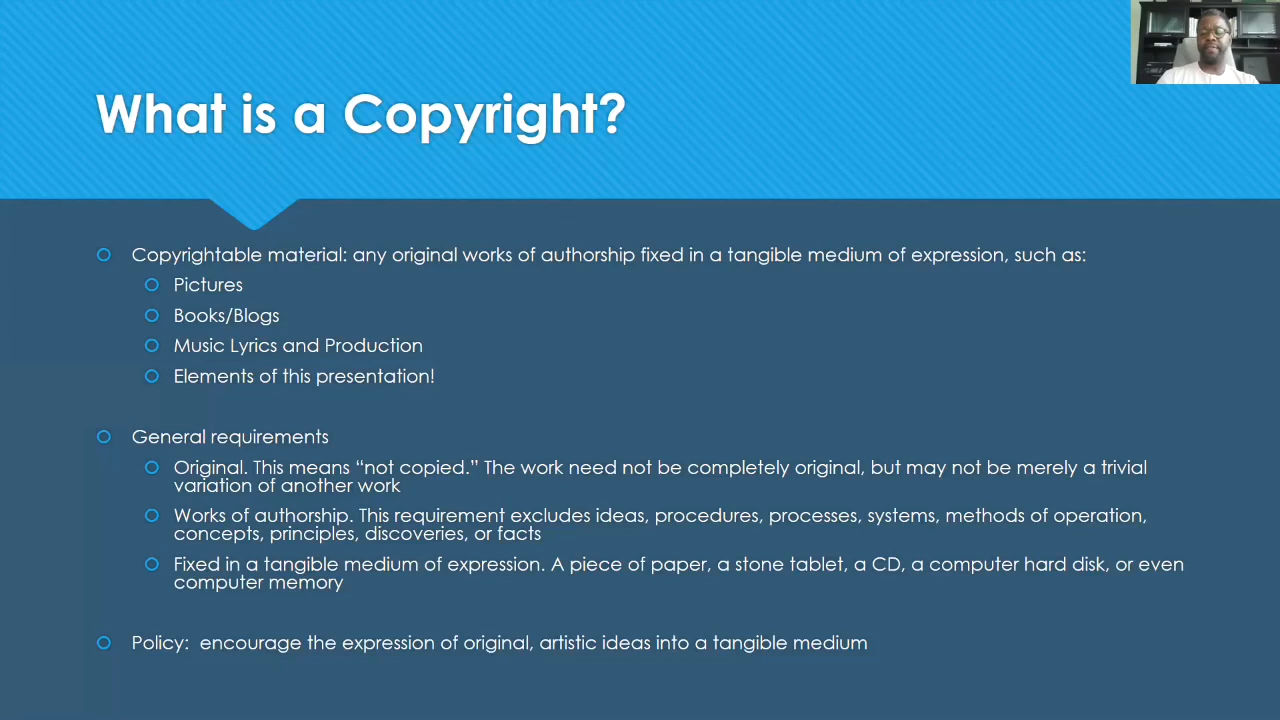 What is a Copyright?
Copyrightable material: any original works of authorship fixed in a tangible medium of expression, such as:
Pictures
Books/Blogs
Music Lyrics and Production
Elements of this presentation!
General requirements
Original. This means “not copied.” The work need not be completely original, but may not be merely a trivial
variation of another work
Works of authorship. This requirement excludes ideas, procedures, processes, systems, methods of operation,
concepts, principles, discoveries, or facts
Fixed in a tangible medium of expression. A piece of paper, a stone tablet, a CD, a computer hard disk, or even
computer memory
Policy:  encourage the expression of original, artistic ideas into a tangible medium